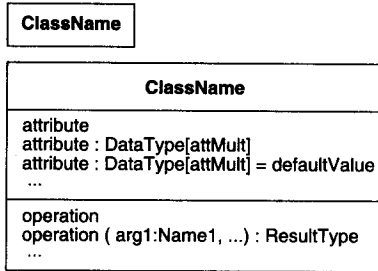 ClassName
ClassName
attribute
attribute : DataType[attMult]
attribute : DataType[attMult] = defaultValue
...
operation
operation ( arg1:Name1, ...) : ResultType
...